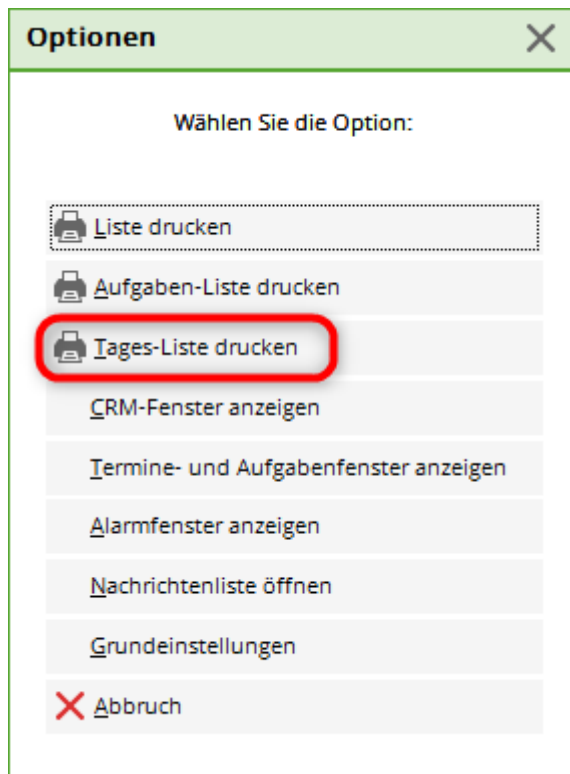 Optionen
Wählen Sie die Option:
Liste drucken
Aufgaben-Liste drucken
Tages-Liste drucken
CRM-Fenster anzeigen
Termine- und Aufgabenfenster anzeigen
Alarmfenster anzeigen
Nachrichtenliste öffnen
Grundeinstellungen
Abbruch